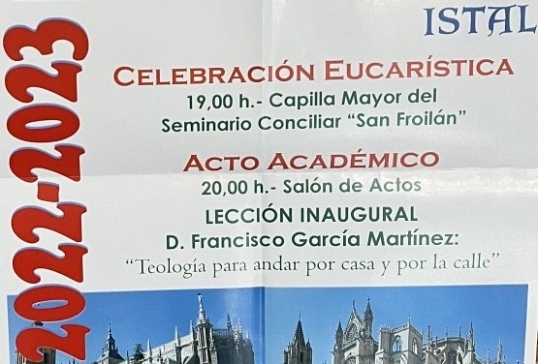 2022-2023
ISTAL
CELEBRACIÓN EUCARÍSTICA
19,00 h.- Capilla Mayor del
Seminario Conciliar “San Froilán”
ACTO ACADÉMICO
20,00 h.- Salón de Actos
LECCIÓN INAUGURAL
D. Francisco García Martínez:
“Teología para andar por casa y por la calle”